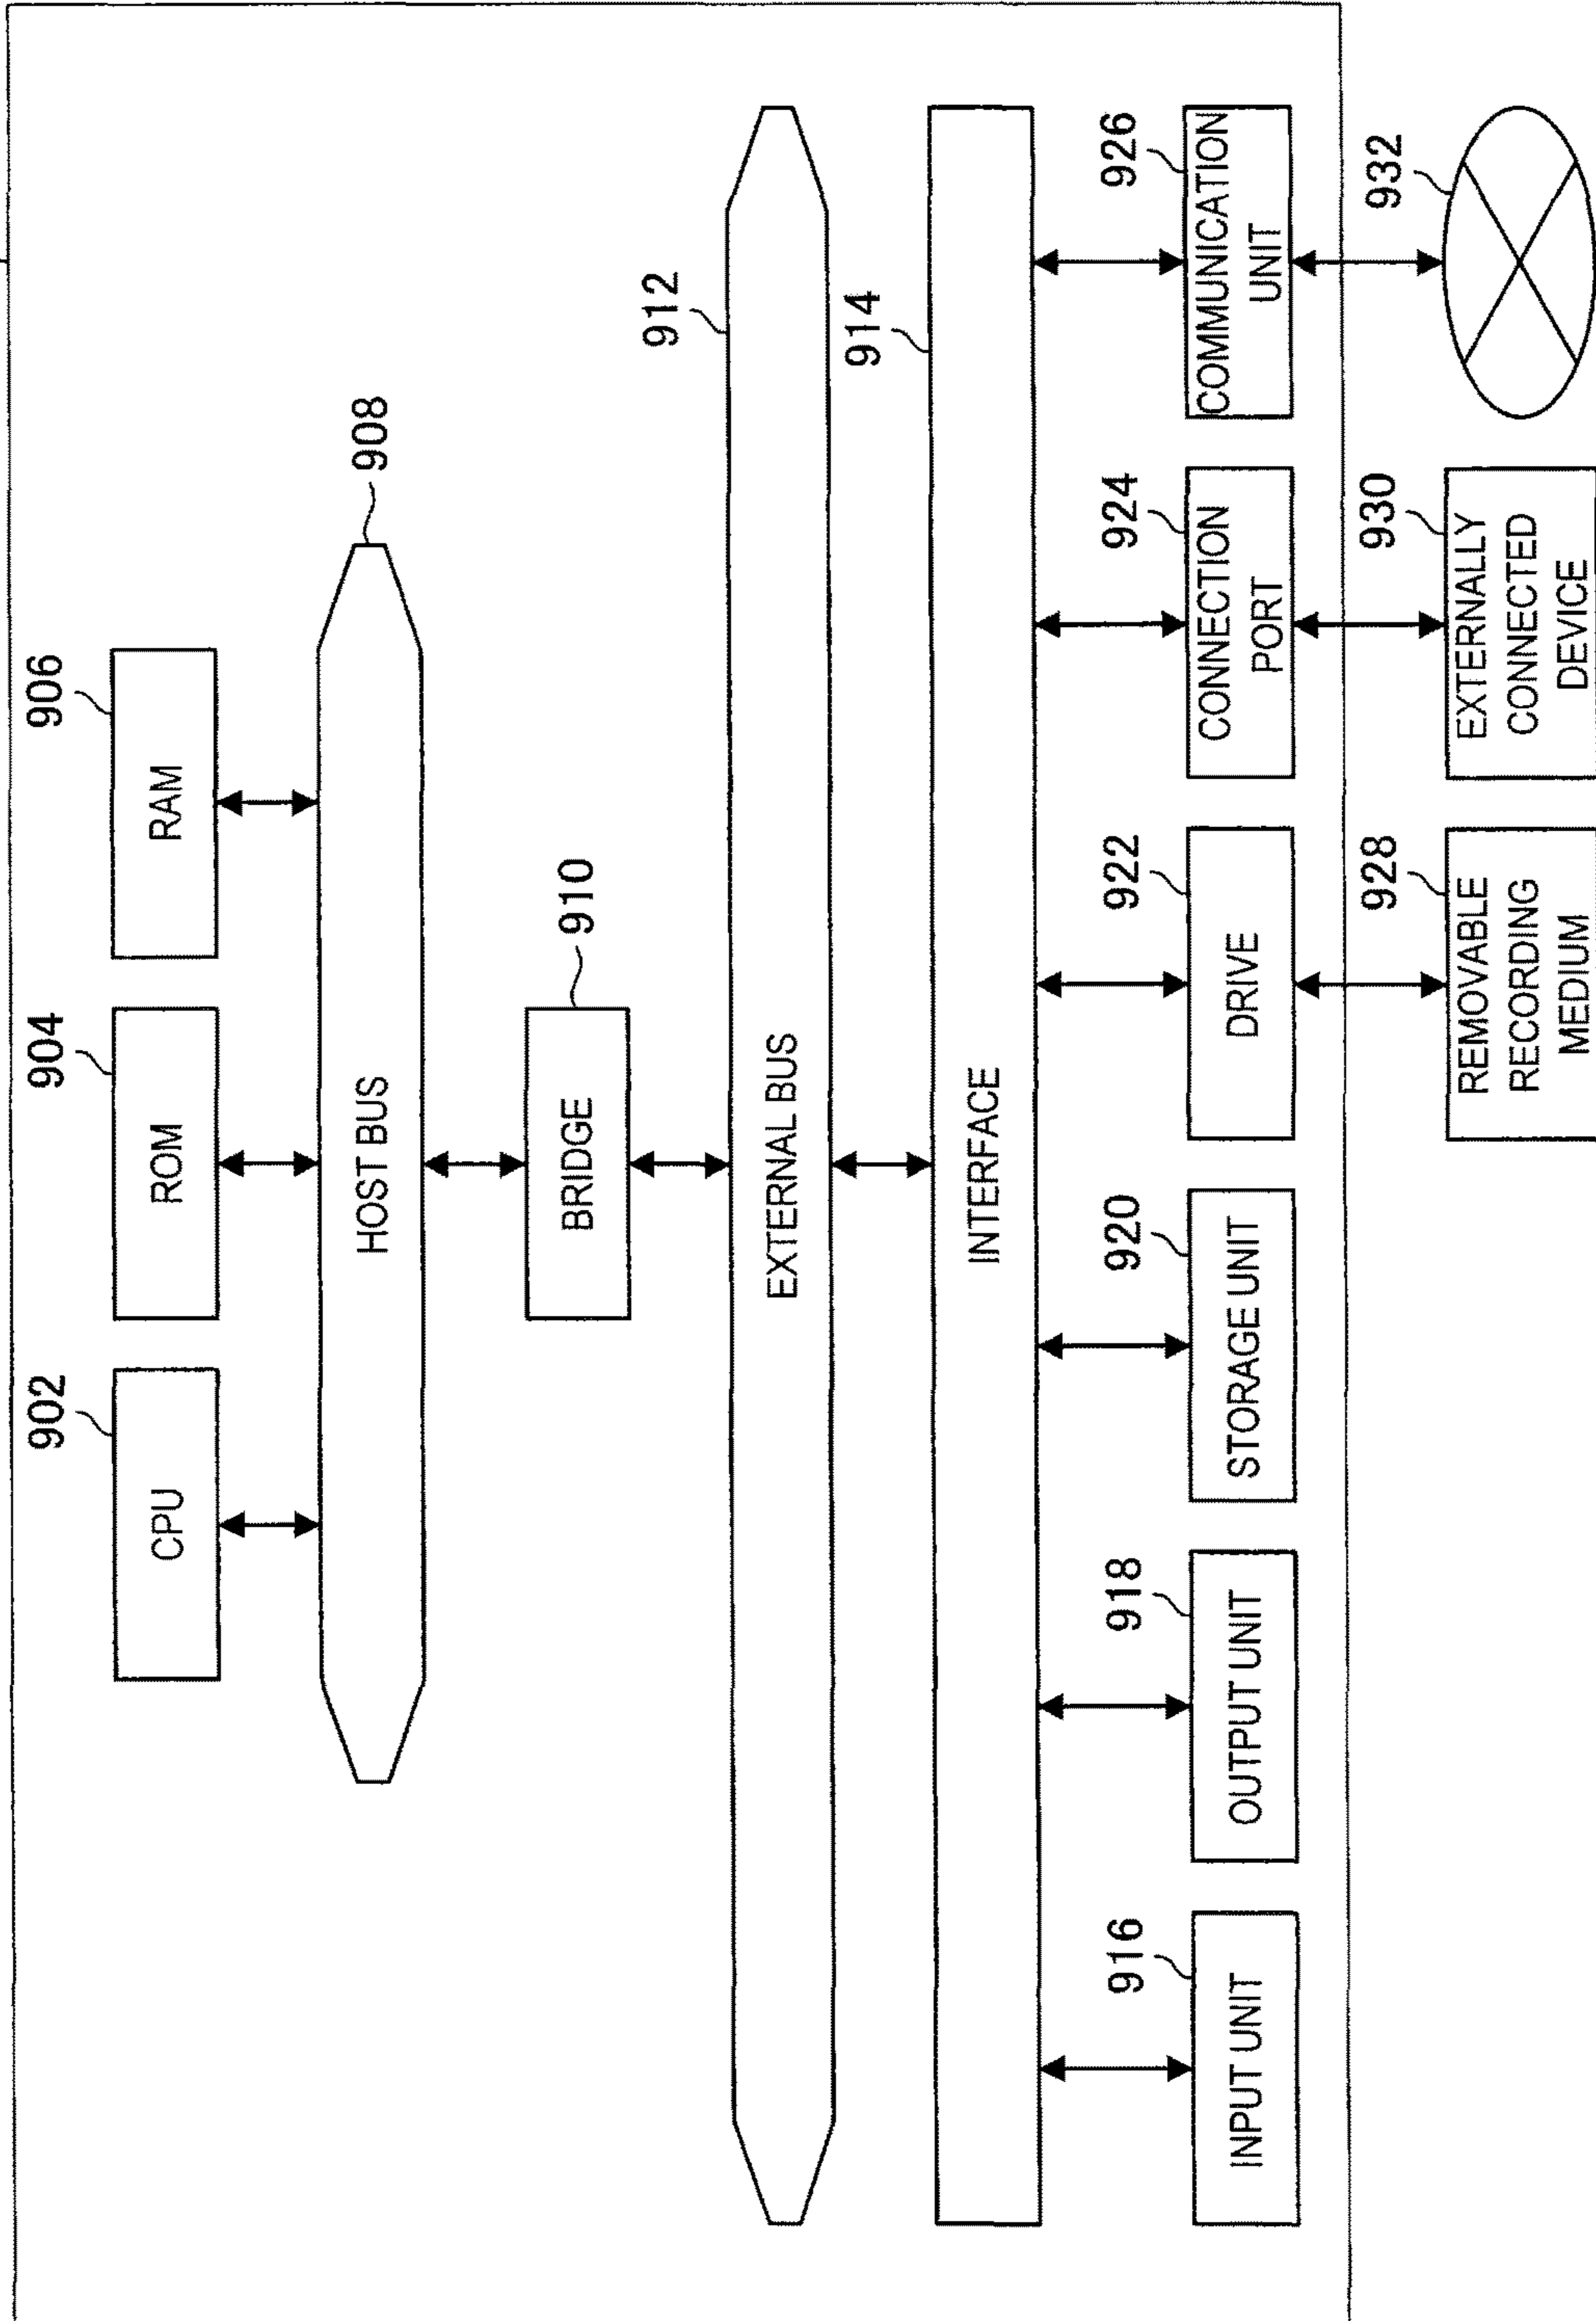 902
904
906
CPU
ROM
RAM
908
HOST BUS
910
BRIDGE
912
EXTERNAL BUS
914
INTERFACE
916
918
920
922
924
926
INPUT UNIT
OUTPUT UNIT
STORAGE UNIT
DRIVE
CONNECTION
PORT
COMMUNICATION
UNIT
928
930
932
REMOVABLE
RECORDING
MEDIUM
EXTERNALLY
CONNECTED
DEVICE